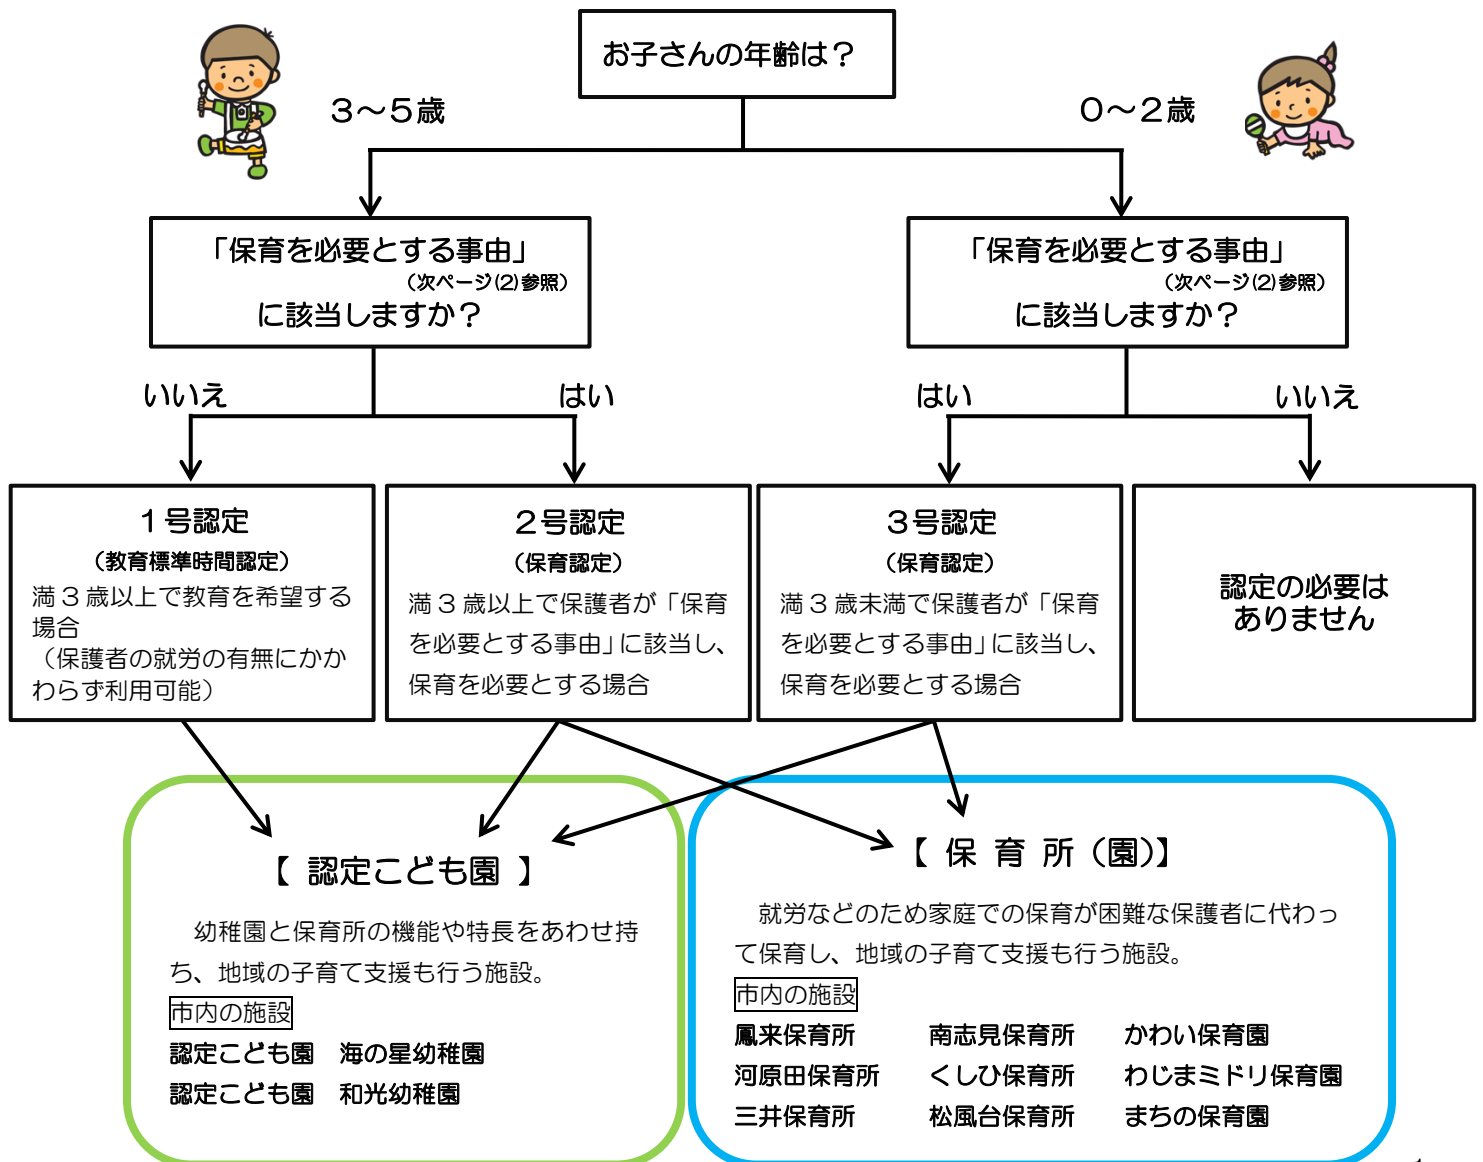 お子さんの年齢は？
３～５歳
０～２歳
「保育を必要とする事由」
（次ページ(2)参照）
に該当しますか？
「保育を必要とする事由」
（次ページ(2)参照）
に該当しますか？
いいえ
はい
はい
いいえ
１号認定
（教育標準時間認定）
満３歳以上で教育を希望する
場合
（保護者の就労の有無にかか
わらず利用可能）
２号認定
（保育認定）
満３歳以上で保護者が「保育
を必要とする事由」に該当し、
保育を必要とする場合
３号認定
（保育認定）
満３歳未満で保護者が「保育
を必要とする事由」に該当し、
保育を必要とする場合
認定の必要は
ありません
【 認定こども園 】
幼稚園と保育所の機能や特長をあわせ持
ち、地域の子育て支援も行う施設。
市内の施設
認定こども園　海の星幼稚園
認定こども園　和光幼稚園
【 保 育 所（園）】
就労などのため家庭での保育が困難な保護者に代わっ
て保育し、地域の子育て支援も行う施設。
市内の施設
鳳来保育所　南志見保育所　かわい保育園
河原田保育所　くしひ保育所　わじまミドリ保育園
三井保育所　松風台保育所　まちの保育園